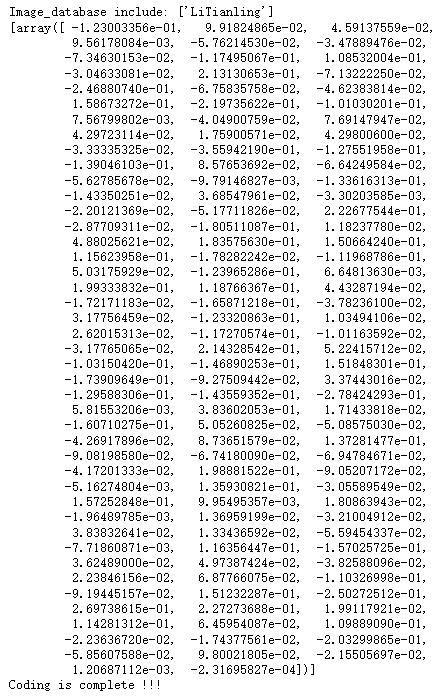 Image_database include: ['LiTianling']
[array([ -1.23003356e-01, 9.91824865e-02, 4.59137559e-02,
9.56178084e-03, -5.76214530e-02, -3.47889476e-02,
-7.34630153e-02, -1.17495067e-01, 1.08532004e-01,
-3.04633081e-02, 2.13130653e-01, -7.13222250e-02,
-2.46880740e-01, -6.75835758e-02, -4.62383814e-02,
1.58673272e-01, -2.19735622e-01, -1.01030201e-01,
7.56799802e-03, -4.04900759e-02, 7.69147947e-02,
4.29723114e-02, 1.75900571e-02, 4.29800600e-02,
-3.33335325e-02, -3.55942190e-01, -1.27551958e-01,
-1.39046103e-01, 8.57653692e-02, -6.64249584e-02,
-5.62785678e-02, -9.79146827e-03, -1.33616313e-01,
-1.43350251e-02, 3.68547961e-02, -3.30203585e-03,
-2.20121369e-02, -5.17711826e-02, 2.22677544e-01,
-2.87709311e-02, -1.80511087e-01, 1.18237780e-02,
4.88025621e-02, 1.83575630e-01, 1.50664240e-01,
1.15623958e-01, -1.78282242e-02, -1.11968786e-01,
5.03175929e-02, -1.23965286e-01, 6.64813630e-03,
1.99333832e-01, 1.18766367e-01, 4.43287194e-02,
-1.72171183e-02, -1.65871218e-01, -3.78236100e-02,
3.17756459e-02, -1.23320863e-01, 1.03494106e-02,
2.62015313e-02, -1.17270574e-01, -1.01163592e-02,
-3.17765065e-02, 2.14328542e-01, 5.22415712e-02,
-1.03150420e-01, -1.46890253e-01, 1.51848301e-01,
-1.73909649e-01, -9.27509442e-02, 3.37443016e-02,
-1.29588306e-01, -1.43559352e-01, -2.78424293e-01,
5.81553206e-03, 3.83602053e-01, 1.71433818e-02,
-1.60710275e-01, 5.05260825e-02, -5.08575030e-02,
-4.26917896e-02, 8.73651579e-02, 1.37281477e-01,
-9.08198580e-02, -6.74180090e-02, -6.94784671e-02,
-4.17201333e-02, 1.98881522e-01, -9.05207172e-02,
-5.16274804e-03, 1.35930821e-01, -3.05589549e-02,
1.57252848e-01, 9.95495357e-03, 1.80863943e-02,
-1.96489785e-03, 1.36959199e-02, -3.21004912e-02,
3.83832641e-02, 1.33436592e-02, -5.59454337e-02,
-7.71860871e-03, 1.16356447e-01, -1.57025725e-01,
3.62489000e-02, 4.97387424e-02, -3.82588096e-02,
2.23846156e-02, 6.87766075e-02, -1.10326998e-01,
-9.19445157e-02, 1.51232287e-01, -2.50272512e-01,
2.69738615e-01, 2.27273688e-01, 1.99117921e-02,
1.14281312e-01, 6.45954087e-02, 1.09889090e-01,
-2.23636720e-02, -1.74377561e-02, -2.03299865e-01,
-5.85607588e-02, 9.80021805e-02, -2.15505697e-02,
1.20687112e-03, -2.31695827e-04])]
Coding is complete !!!